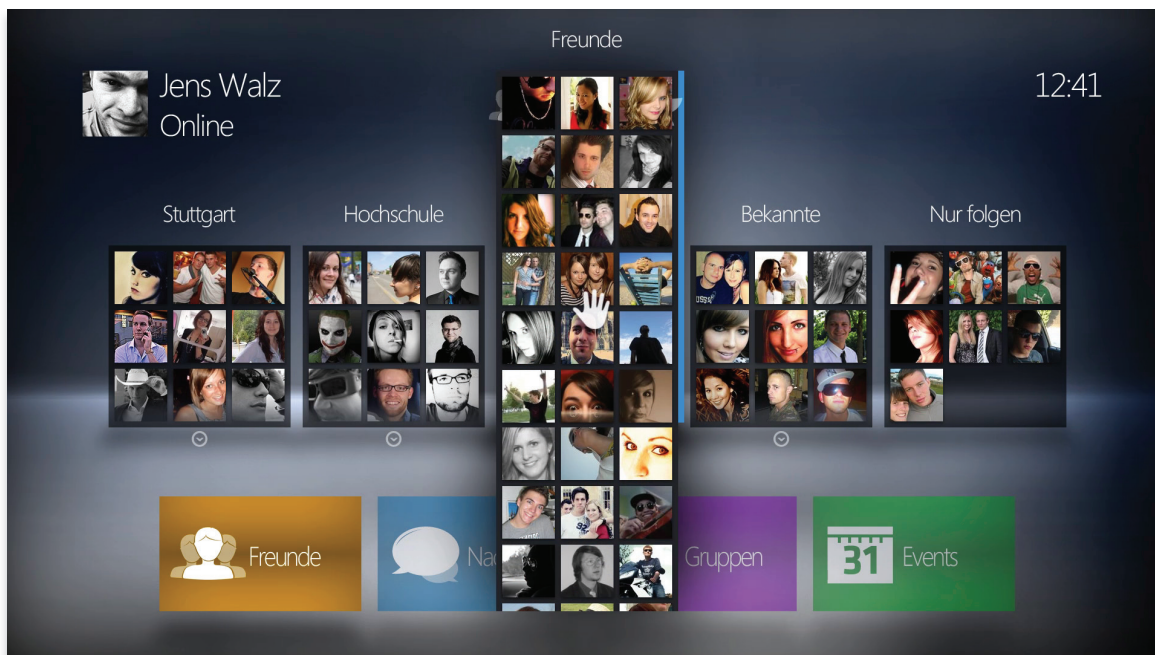 Freunde
Jens Walz
Online
12:41
Stuttgart
Hochschule
Bekannte
Nur folgen
Freunde
Gruppen
31
Events